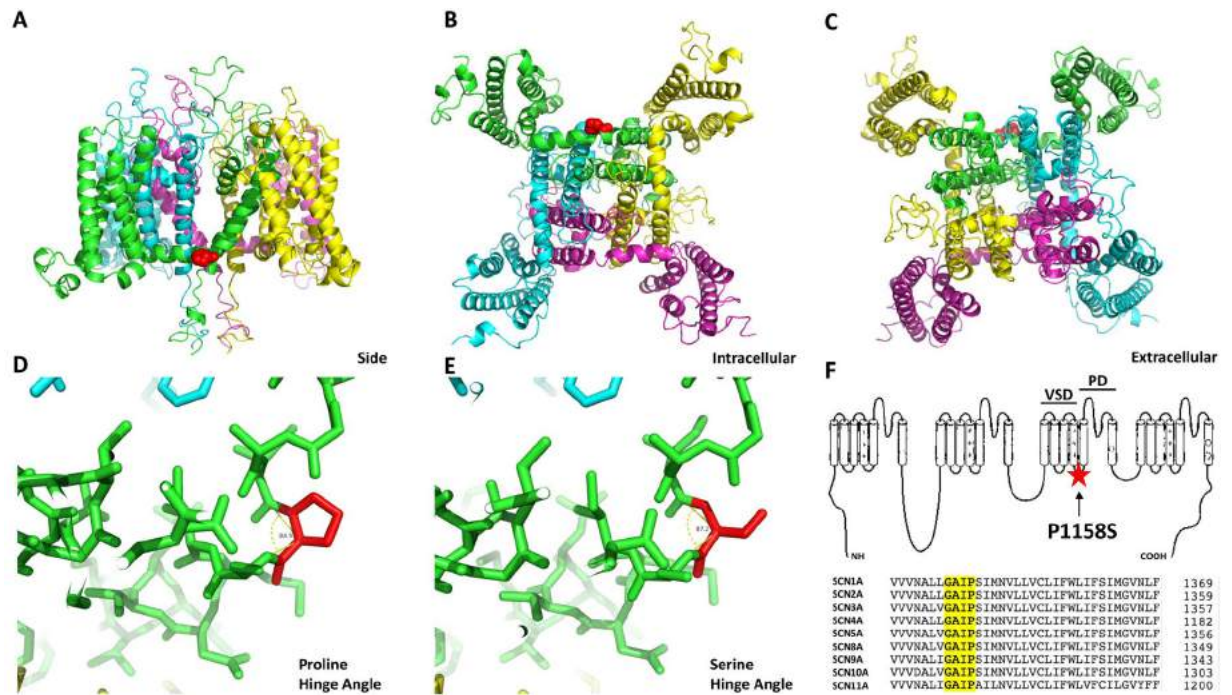 A
B
C
Side
Intracellular
Extracellular
D
E
F
Proline
Hinge Angle
Serine
Hinge Angle
VSD
PD
P1158S
NH
COOH
SCN1A VVVNALLGAIPSIMNVLLVCLIFWLIFSIMGVNLF 1369
SCN2A VVVNALLGAIPSIMNVLLVCLIFWLIFSIMGVNLF 1359
SCN3A VVVNALVGAIPSIMNVLLVCLIFWLIFSIMGVNLF 1357
SCN4A VVVNALLGAIPSIMNVLLVCLIFWLIFSIMGVNLF 1182
SCN5A VVVNALVGAIPSIMNVLLVCLIFWLIFSIMGVNLF 1356
SCN8A VVVNALVGAIPSIMNVLLVCLIFWLIFSIMGVNLF 1349
SCN9A VVVNALIGAIPSIMNVLLVCLIFWLIFSIMGVNLF 1343
SCN10A VVVDALVGAIPSIMNVLLVCLIFWLIFSIMGVNLF 1303
SCN11A VVVNALIGAIPAILNVLLVCLIFWLVFCILGVYFF 1200